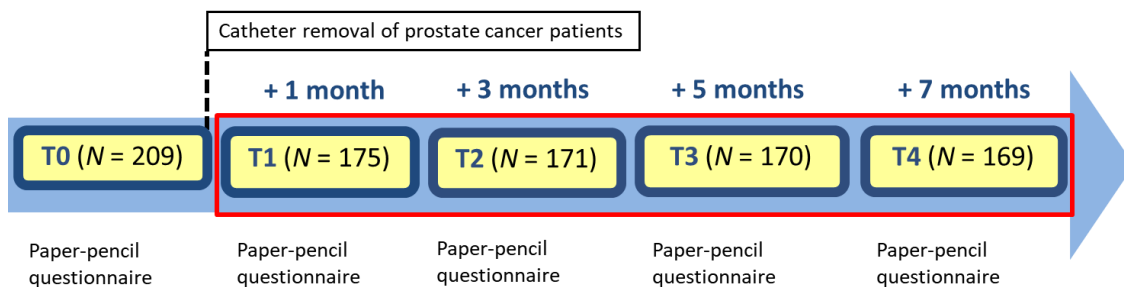 Catheter removal of prostate cancer patients
+ 1 month + 3 months + 5 months + 7 months
T0 (N = 209) T1 (N = 175) T2 (N = 171) T3 (N = 170) T4 (N = 169)
Paper-pencil Paper-pencil Paper-pencil Paper-pencil Paper-pencil
questionnaire questionnaire questionnaire questionnaire questionnaire